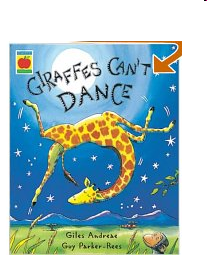 GIRAFFES CAN'T
DANCE
Giles Andreae
Guy Parker-Rees